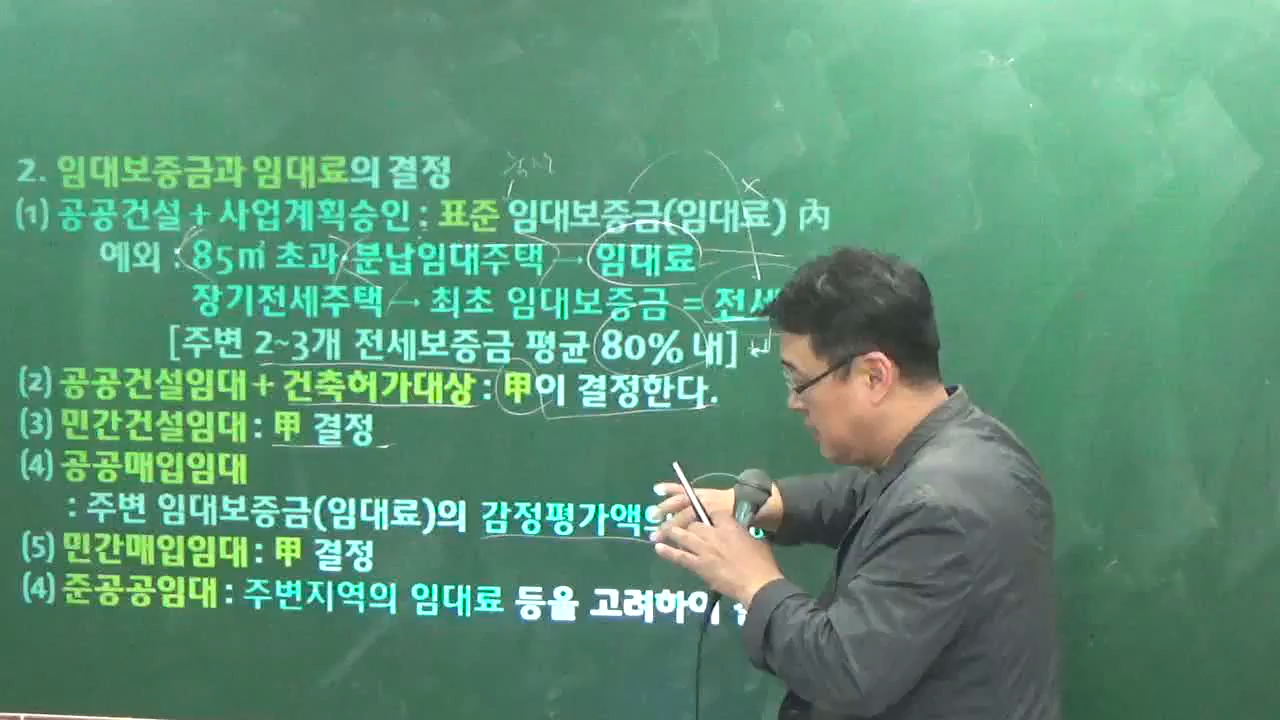 2. 임대보증금과 임대료의 결정
(1) 공공건설 + 사업계획승인 : 표준 임대보증금(임대료) 內
예외 : 85㎡ 초과, 분납임대주택 → 임대료
장기전세주택 → 최초 임대보증금 = 전세
[주변 2~3개 전세보증금 평균 80% 내] ↵
(2) 공공건설임대 + 건축허가대상 : 甲이 결정한다.
(3) 민간건설임대 : 甲 결정
(4) 공공매입임대
: 주변 임대보증금(임대료)의 감정평가액의
(5) 민간매입임대 : 甲 결정
(4) 준공공임대 : 주변지역의 임대료 등을 고려하여